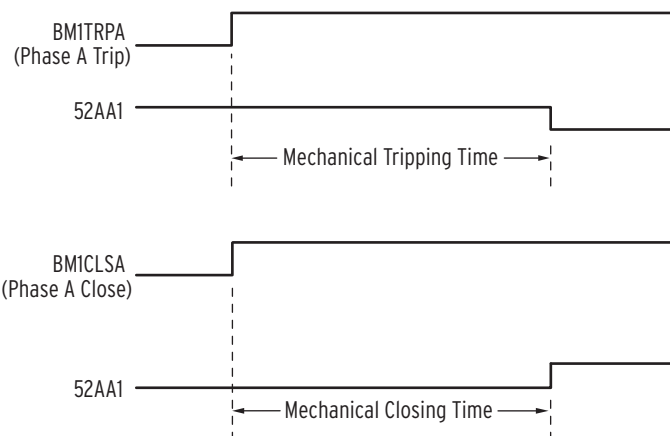 BM1TRPA
(Phase A Trip)
52AA1
Mechanical Tripping Time
BM1CLSA
(Phase A Close)
52AA1
Mechanical Closing Time